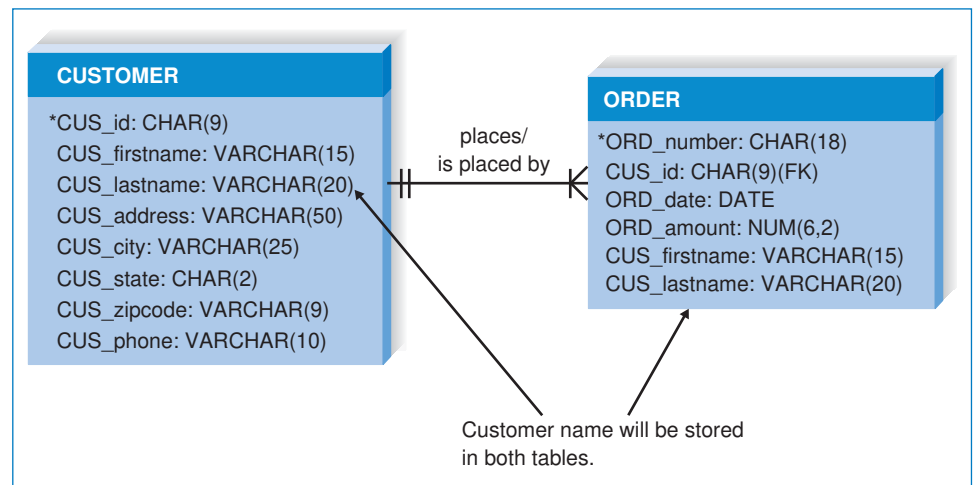 CUSTOMER
*CUS_id: CHAR(9)
CUS_firstname: VARCHAR(15)
CUS_lastname: VARCHAR(20)
CUS_address: VARCHAR(50)
CUS_city: VARCHAR(25)
CUS_state: CHAR(2)
CUS_zipcode: VARCHAR(9)
CUS_phone: VARCHAR(10)
places/
is placed by
ORDER
*ORD_number: CHAR(18)
CUS_id: CHAR(9)(FK)
ORD_date: DATE
ORD_amount: NUM(6,2)
CUS_firstname: VARCHAR(15)
CUS_lastname: VARCHAR(20)
Customer name will be stored
in both tables.